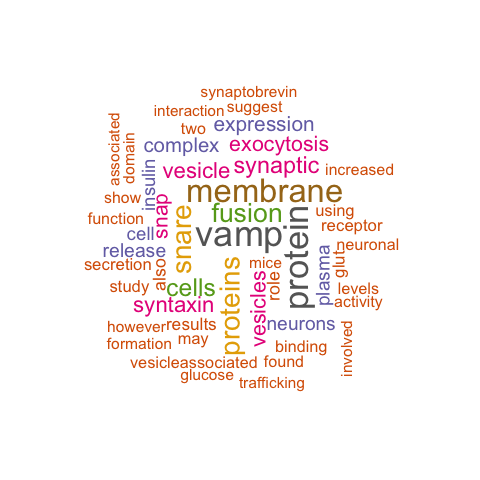 synaptobrevin
interaction
suggest
associated
two
expression
domain
complex
exocytosis
insulin
vesicle
synaptic
increased
show
snap
membrane
function
snare
fusion
protein
using
receptor
cell
vamp
release
plasma
glut
neuronal
secretion
also
proteins
vesicles
mice
role
study
cells
levels
syntaxin
activity
however
results
neurons
formation
may
binding
involved
vesicleassociated
found
glucose
trafficking